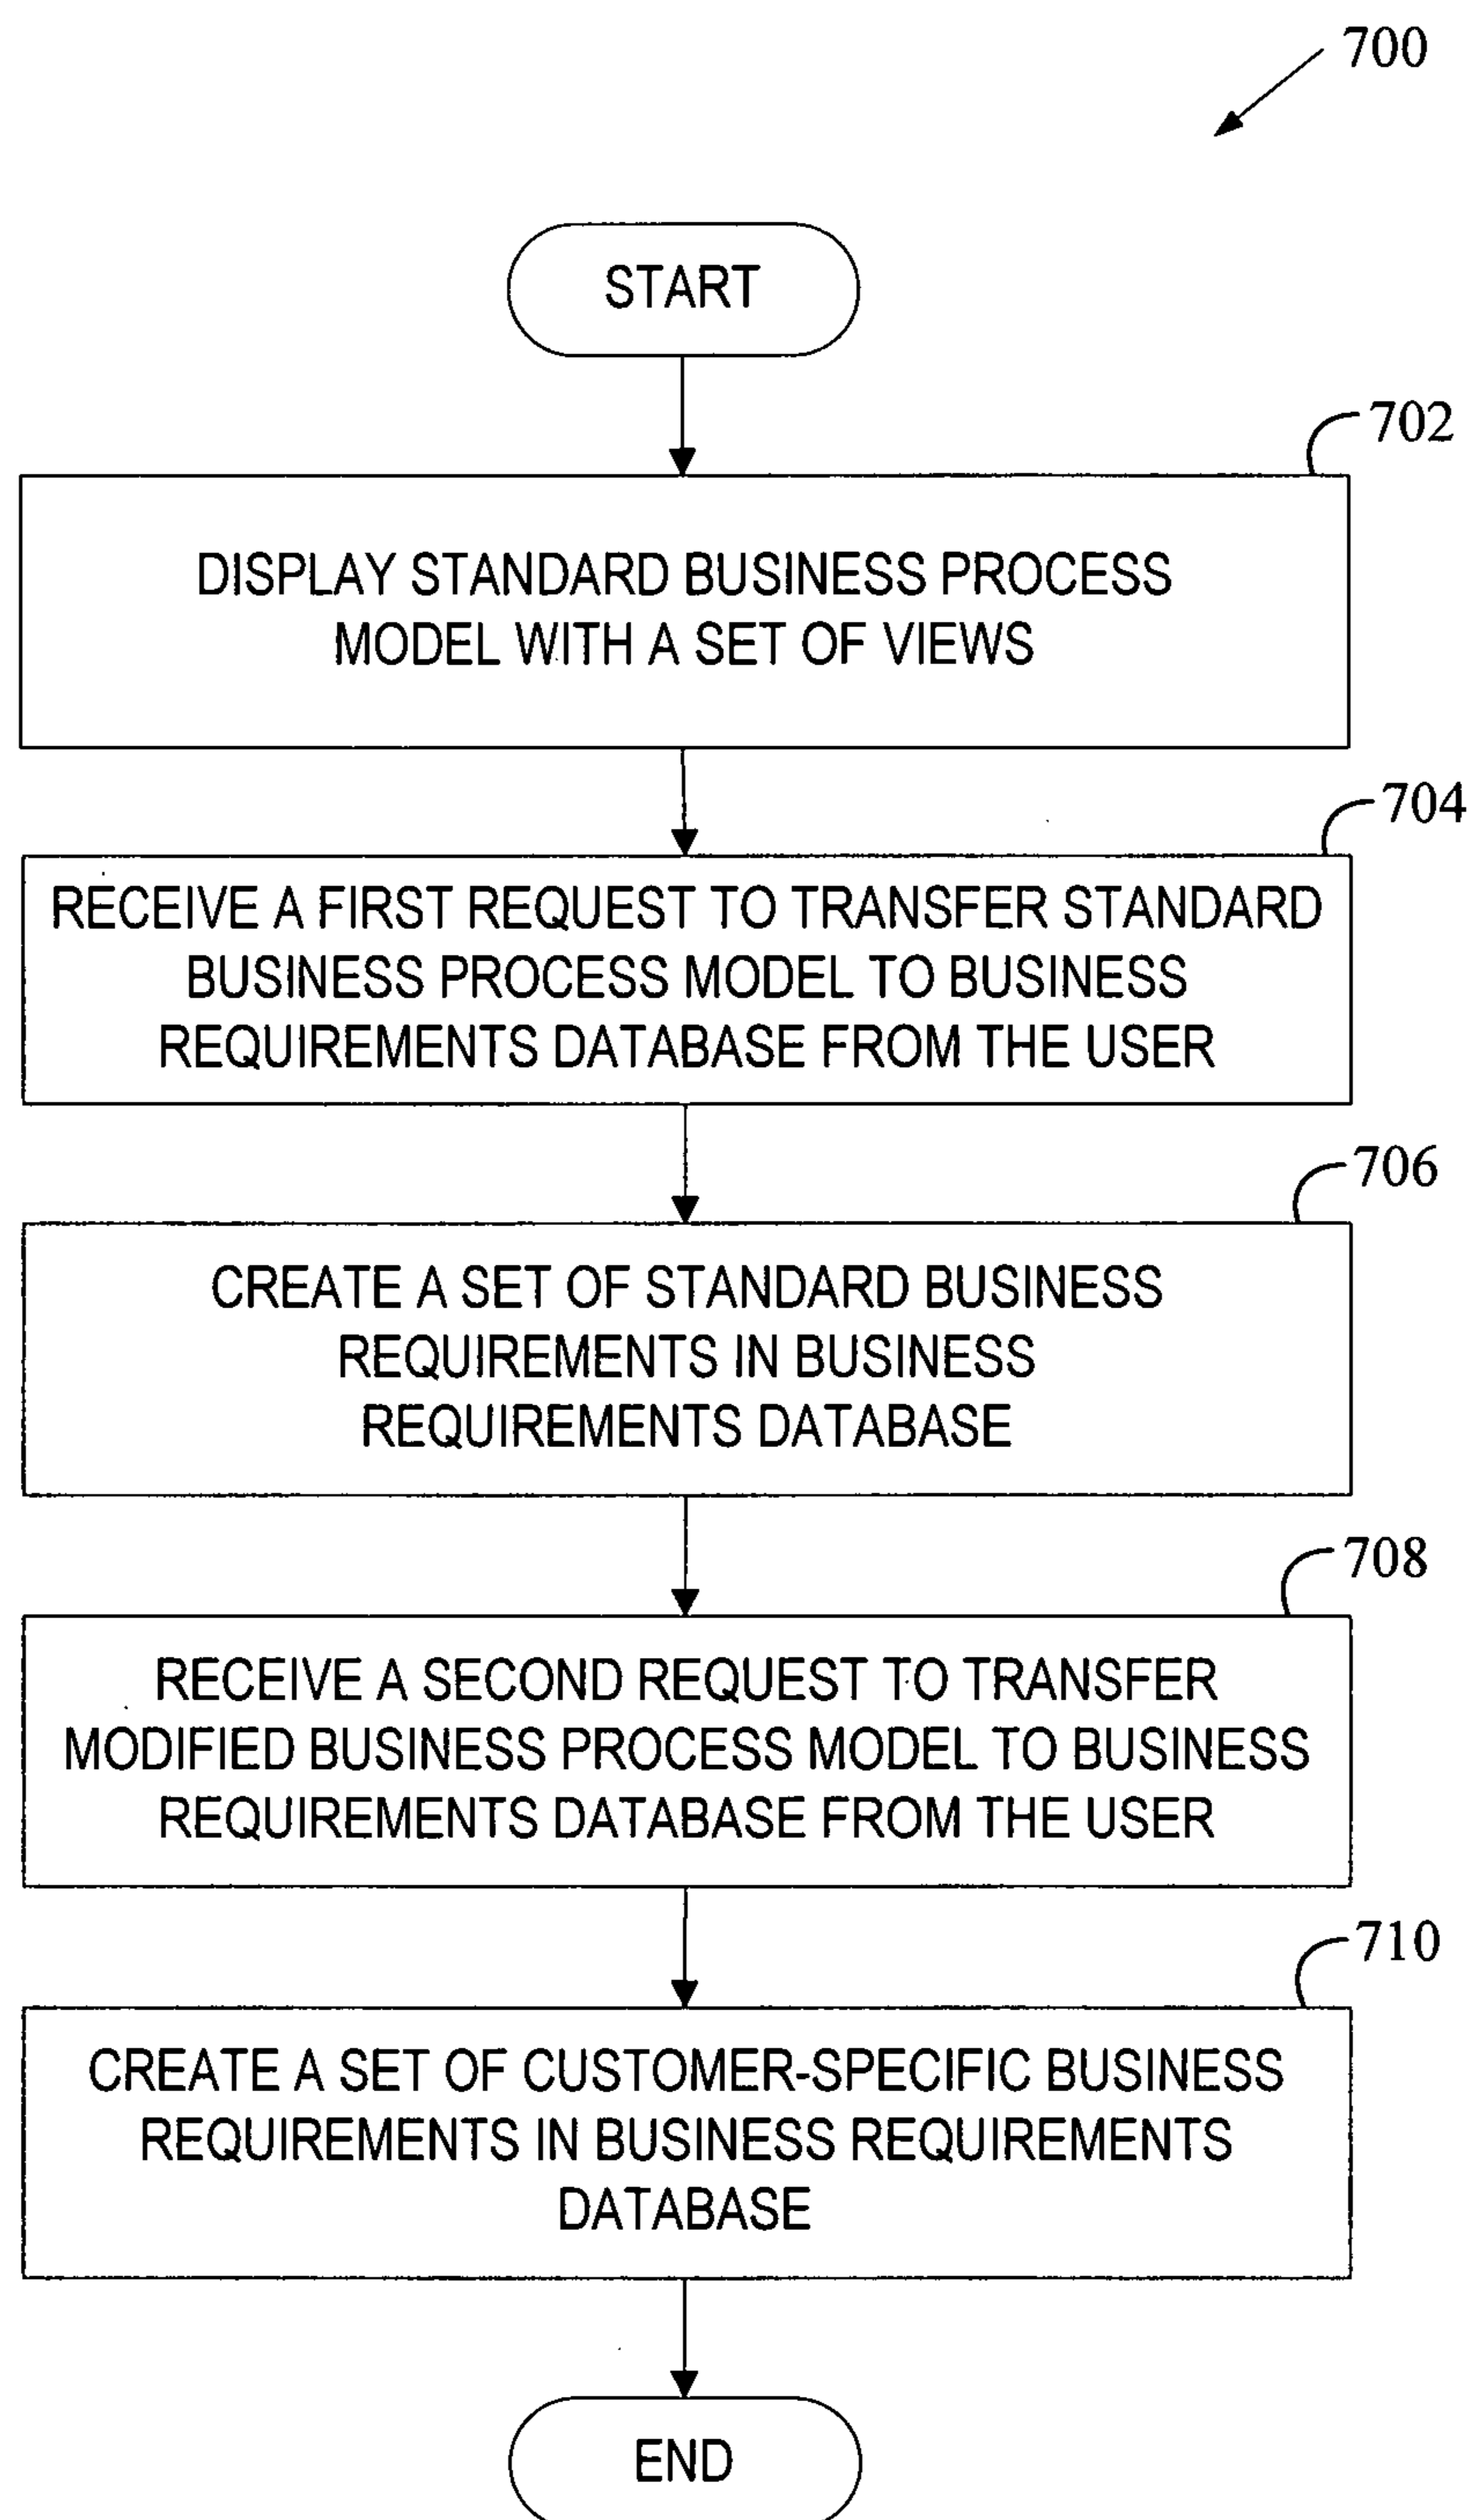 700
START
702
DISPLAY STANDARD BUSINESS PROCESS
MODEL WITH A SET OF VIEWS
704
RECEIVE A FIRST REQUEST TO TRANSFER STANDARD
BUSINESS PROCESS MODEL TO BUSINESS
REQUIREMENTS DATABASE FROM THE USER
706
CREATE A SET OF STANDARD BUSINESS
REQUIREMENTS IN BUSINESS
REQUIREMENTS DATABASE
708
RECEIVE A SECOND REQUEST TO TRANSFER
MODIFIED BUSINESS PROCESS MODEL TO BUSINESS
REQUIREMENTS DATABASE FROM THE USER
710
CREATE A SET OF CUSTOMER-SPECIFIC BUSINESS
REQUIREMENTS IN BUSINESS REQUIREMENTS
DATABASE
END